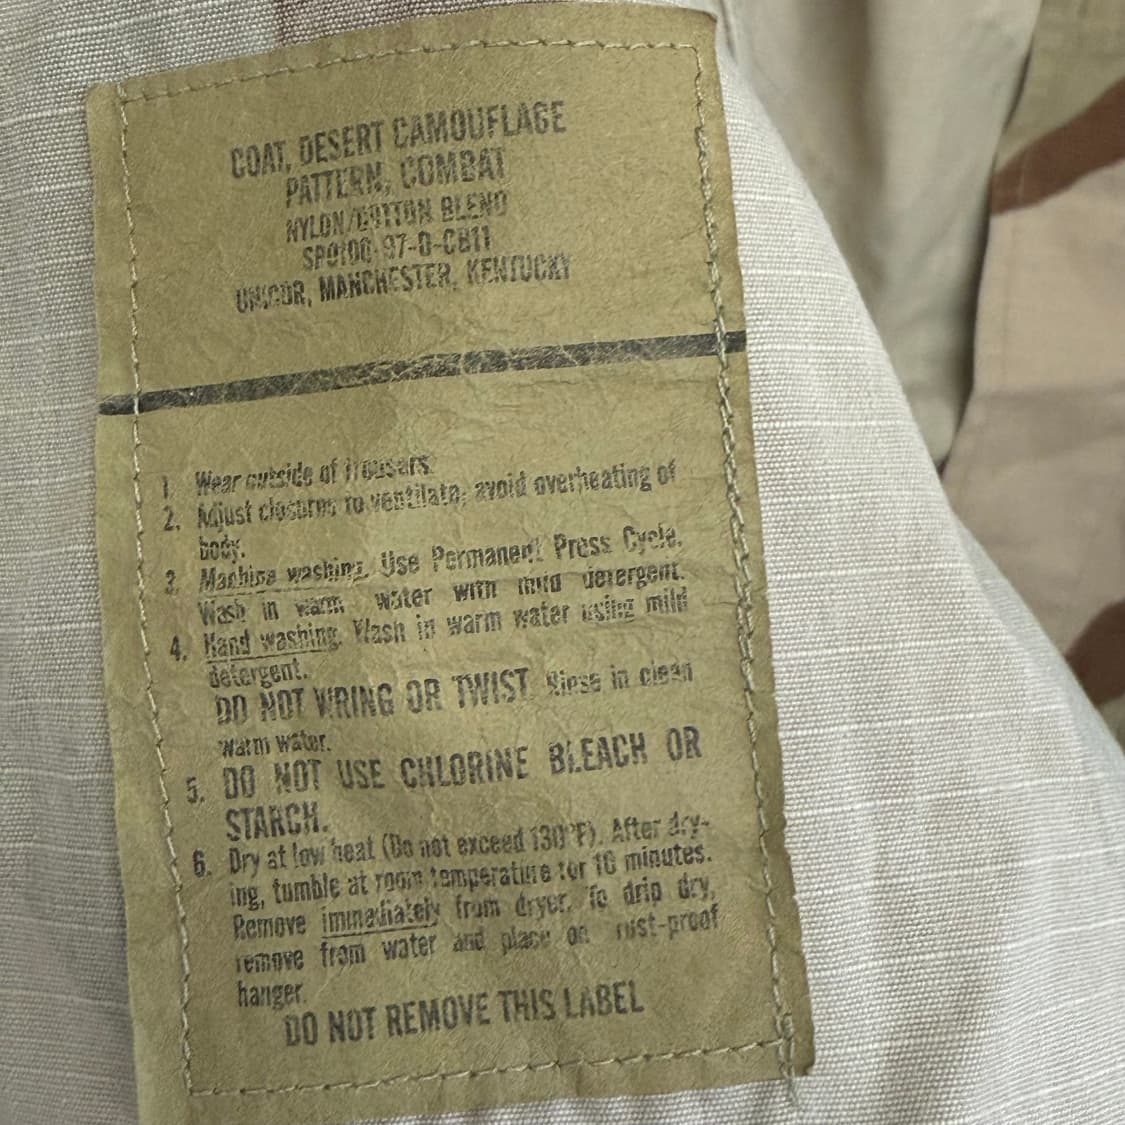 COAT, DESERT CAMOUFLAGE
PATTERN, COMBAT
NYLON/COTTON BLEND
SP0100-97-D-CB11
UNICOR, MANCHESTER, KENTUCKY
1. Wear outside of trousers.
2. Adjust closures to ventilate; avoid overheating of
body.
3. Machine washing. Use Permanent Press Cycle.
Wash in warm water with mild detergent.
4. Hand washing. Wash in warm water using mild
detergent.
DO NOT WRING OR TWIST. Rinse in clean
warm water.
5. DO NOT USE CHLORINE BLEACH OR
STARCH.
6. Dry at low heat (Do not exceed 130°F). After dry-
ing, tumble at room temperature for 10 minutes.
Remove immediately from dryer. To drip dry,
remove from water and place on rust-proof
hanger.
DO NOT REMOVE THIS LABEL